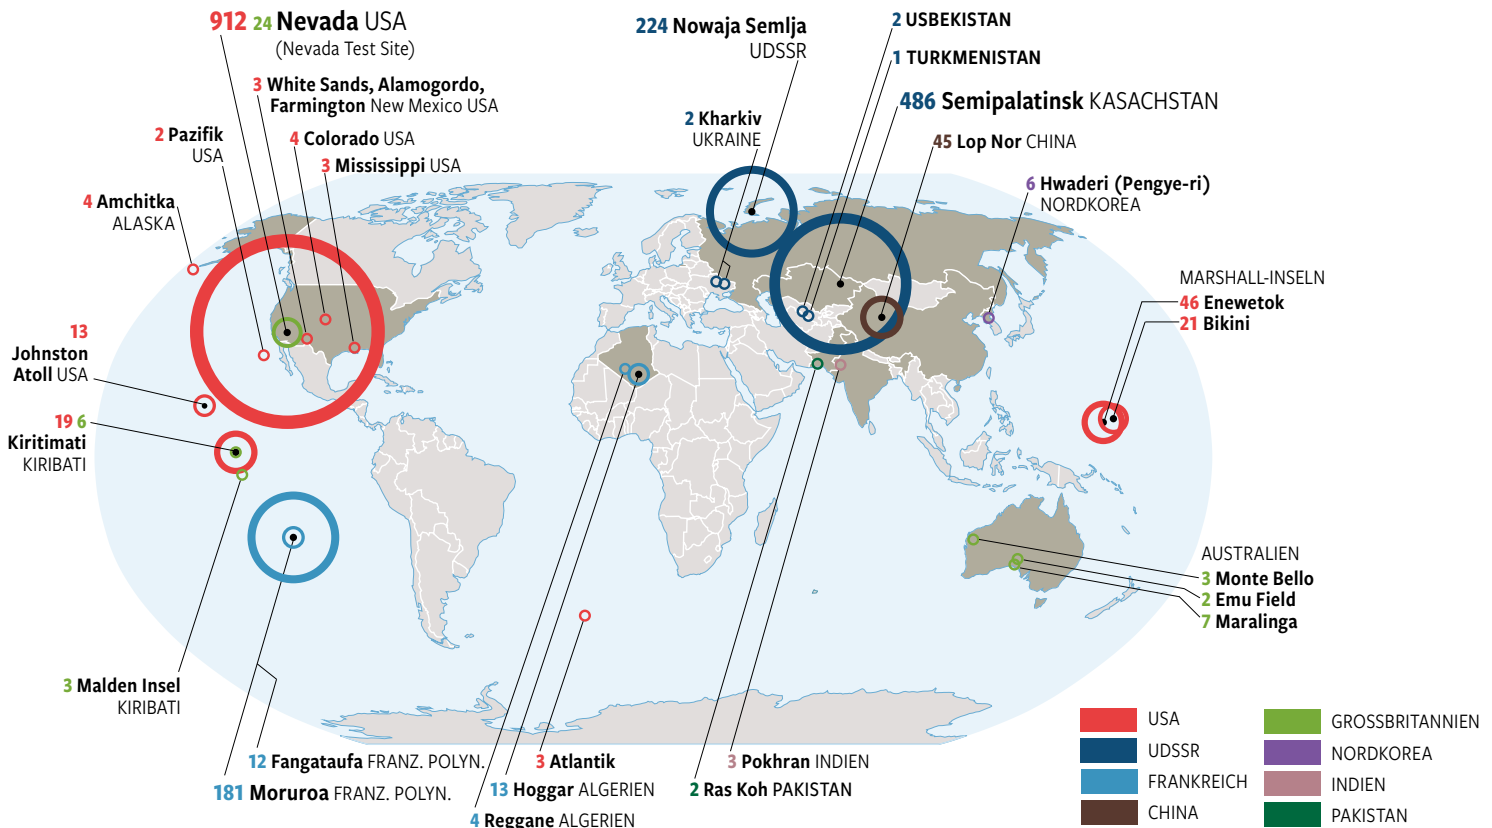 912 24 Nevada USA
(Nevada Test Site)
3 White Sands, Alamogordo,
Farmington New Mexico USA
2 Pazifik
USA
4 Colorado USA
3 Mississippi USA
4 Amchitka
ALASKA
224 Nowaja Semlja
UDSSR
2 Kharkiv
UKRAINE
2 USBEKISTAN
1 TURKMENISTAN
486 Semipalatinsk KASACHSTAN
45 Lop Nor CHINA
6 Hwaderi (Pengye-ri)
NORDKOREA
MARSHALL-INSELN
46 Enewetok
21 Bikini
13
Johnston
Atoll USA
19 6
Kiritimati
KIRIBATI
3 Malden Insel
KIRIBATI
12 Fangataufa FRANZ. POLYN.
181 Moruroa FRANZ. POLYN.
3 Atlantik
13 Hoggar ALGERIEN
4 Reggane ALGERIEN
3 Pokhran INDIEN
2 Ras Koh PAKISTAN
AUSTRALIEN
3 Monte Bello
2 Emu Field
7 Maralinga
USA
UDSSR
FRANKREICH
CHINA
GROSSBRITANNIEN
NORDKOREA
INDIEN
PAKISTAN